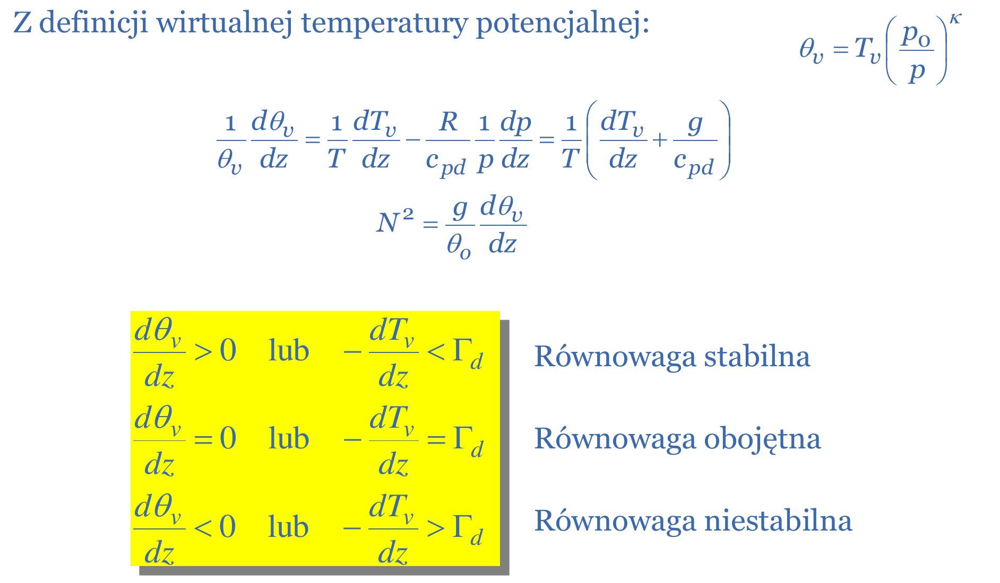 Z definicji wirtualnej temperatury potencjalnej:
θ_v = T_v (p_0 / p)^κ
1/θ_v dθ_v/dz = 1/T dT_v/dz − R/c_pd 1/p dp/dz = 1/T (dT_v/dz + g/c_pd)
N² = g/θ_o dθ_v/dz
dθ_v/dz > 0 lub − dT_v/dz < Γ_d Równowaga stabilna
dθ_v/dz = 0 lub − dT_v/dz = Γ_d Równowaga obojętna
dθ_v/dz < 0 lub − dT_v/dz > Γ_d Równowaga niestabilna